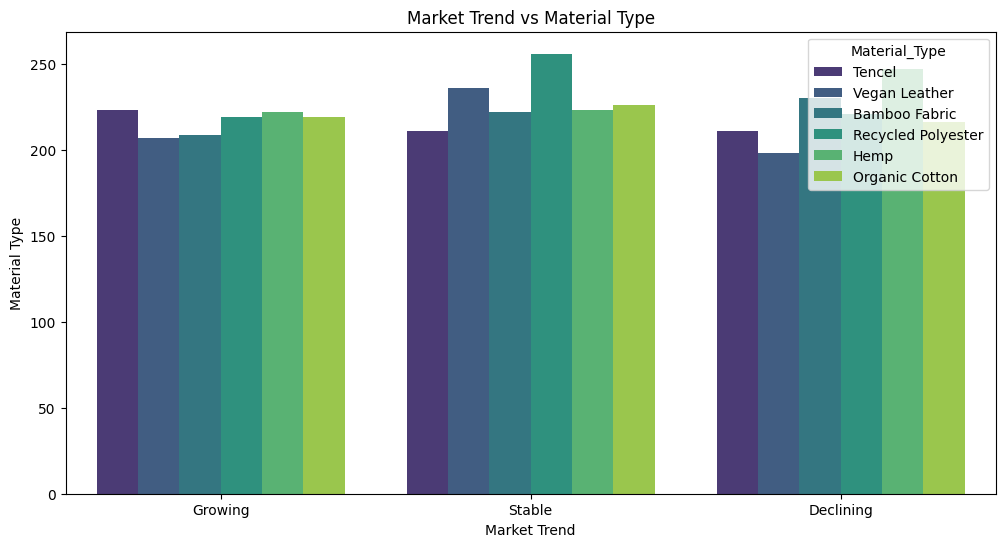 Market Trend vs Material Type
Material Type
250
200
150
100
50
0
Material_Type
Tencel
Vegan Leather
Bamboo Fabric
Recycled Polyester
Hemp
Organic Cotton
Growing
Stable
Declining
Market Trend